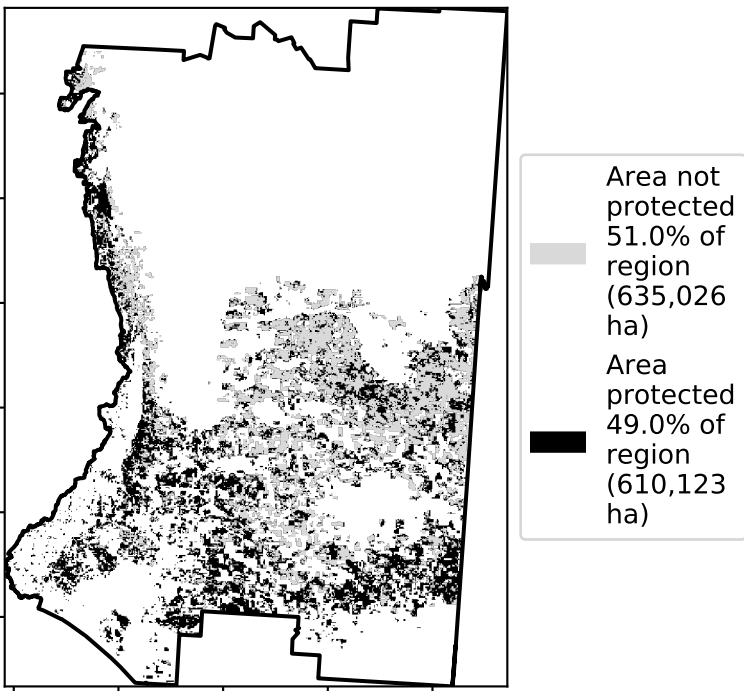 Area not
protected
51.0% of
region
(635,026
ha)
Area
protected
49.0% of
region
(610,123
ha)